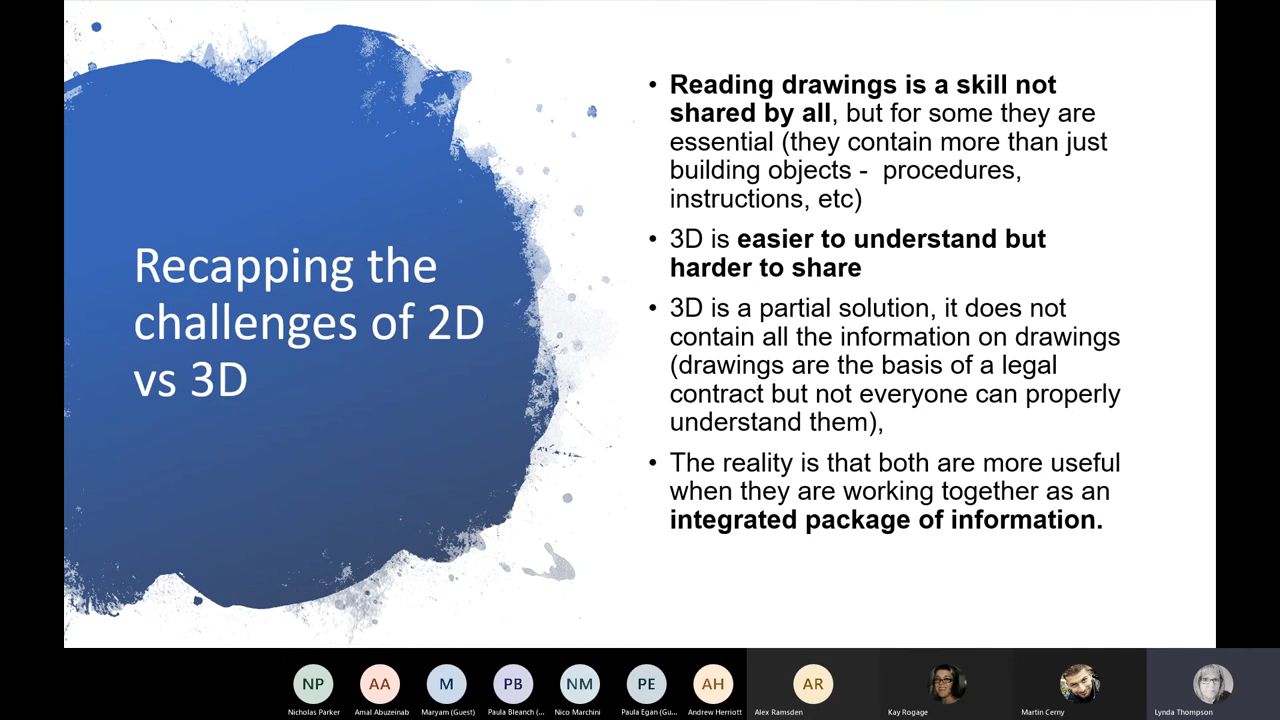 Recapping the
challenges of 2D
vs 3D
• Reading drawings is a skill not
shared by all, but for some they are
essential (they contain more than just
building objects -  procedures,
instructions, etc)
• 3D is easier to understand but
harder to share
• 3D is a partial solution, it does not
contain all the information on drawings
(drawings are the basis of a legal
contract but not everyone can properly
understand them),
• The reality is that both are more useful
when they are working together as an
integrated package of information.
NP AA M PB NM PE AH AR
Nicholas Parker Amal Abuzeinab Maryam (Guest) Paula Bleanch (... Nico Marchini Paula Egan (Gu... Andrew Herriott Alex Ramsden Kay Rogage Martin Cerny Lynda Thompson